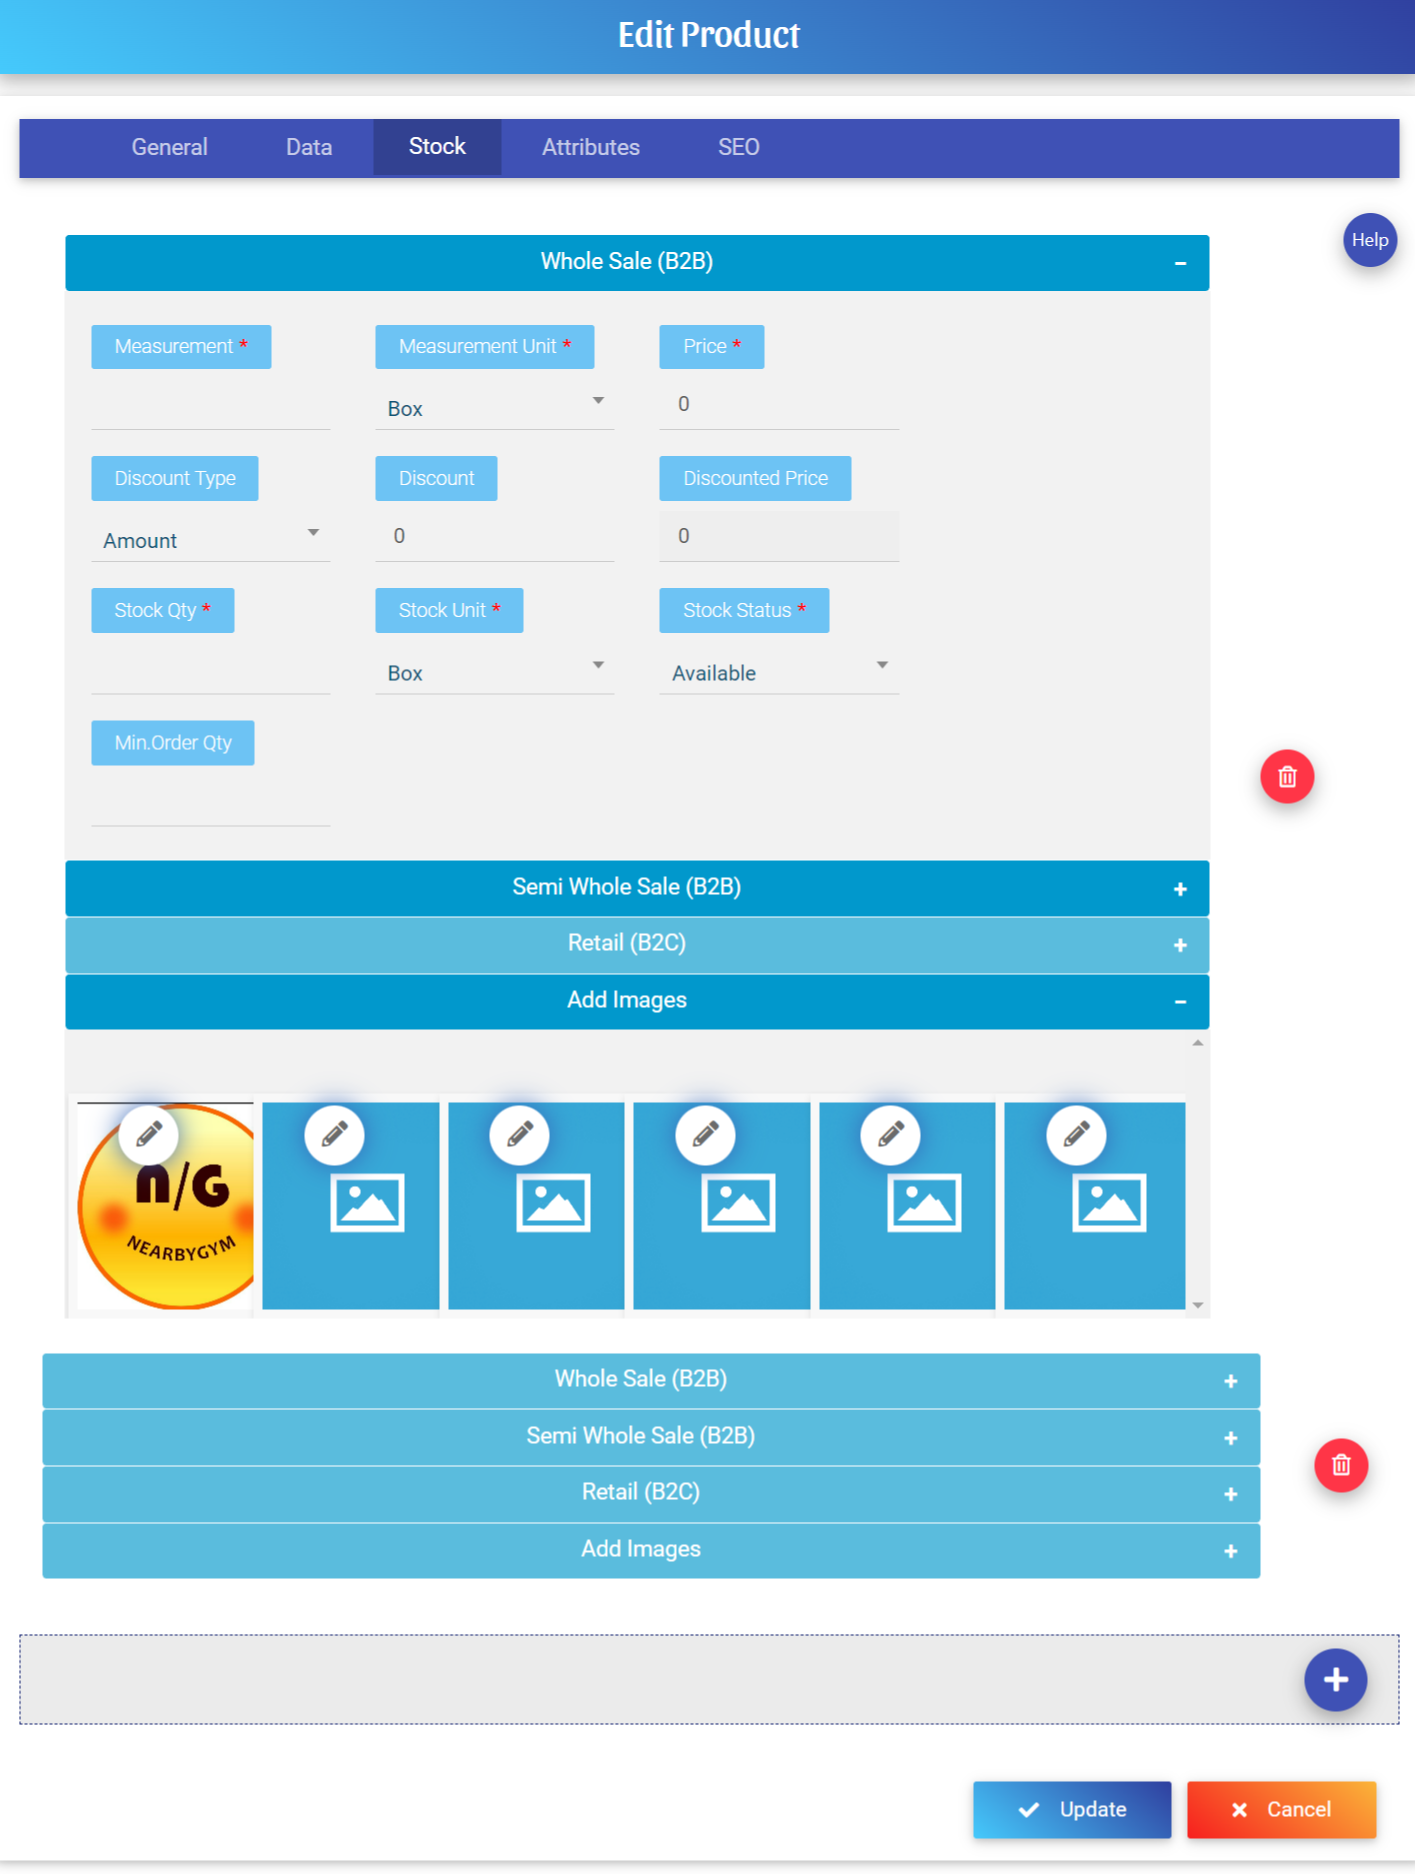 Edit Product
General Data Stock Attributes SEO
Help
Whole Sale (B2B) −
Measurement * Measurement Unit * Price *
Box 0
Discount Type Discount Discounted Price
Amount 0 0
Stock Qty * Stock Unit * Stock Status *
Box Available
Min.Order Qty
Semi Whole Sale (B2B) +
Retail (B2C) +
Add Images −
n/G
NEARBYGYM
Whole Sale (B2B) +
Semi Whole Sale (B2B) +
Retail (B2C) +
Add Images +
+
Update Cancel